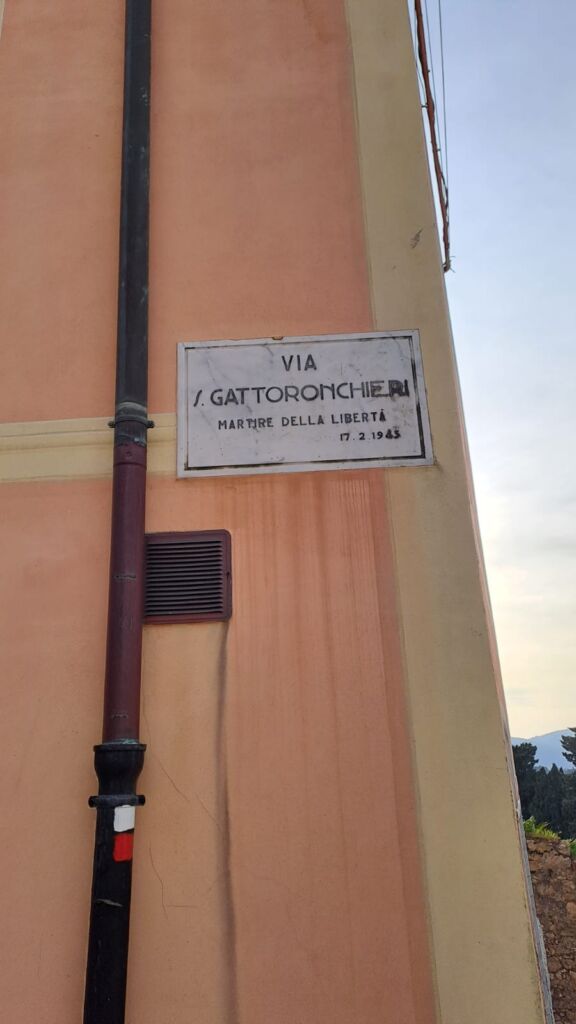 VIA
S. GATTORONCHIERI
MARTIRE DELLA LIBERTÀ
17.2.1945